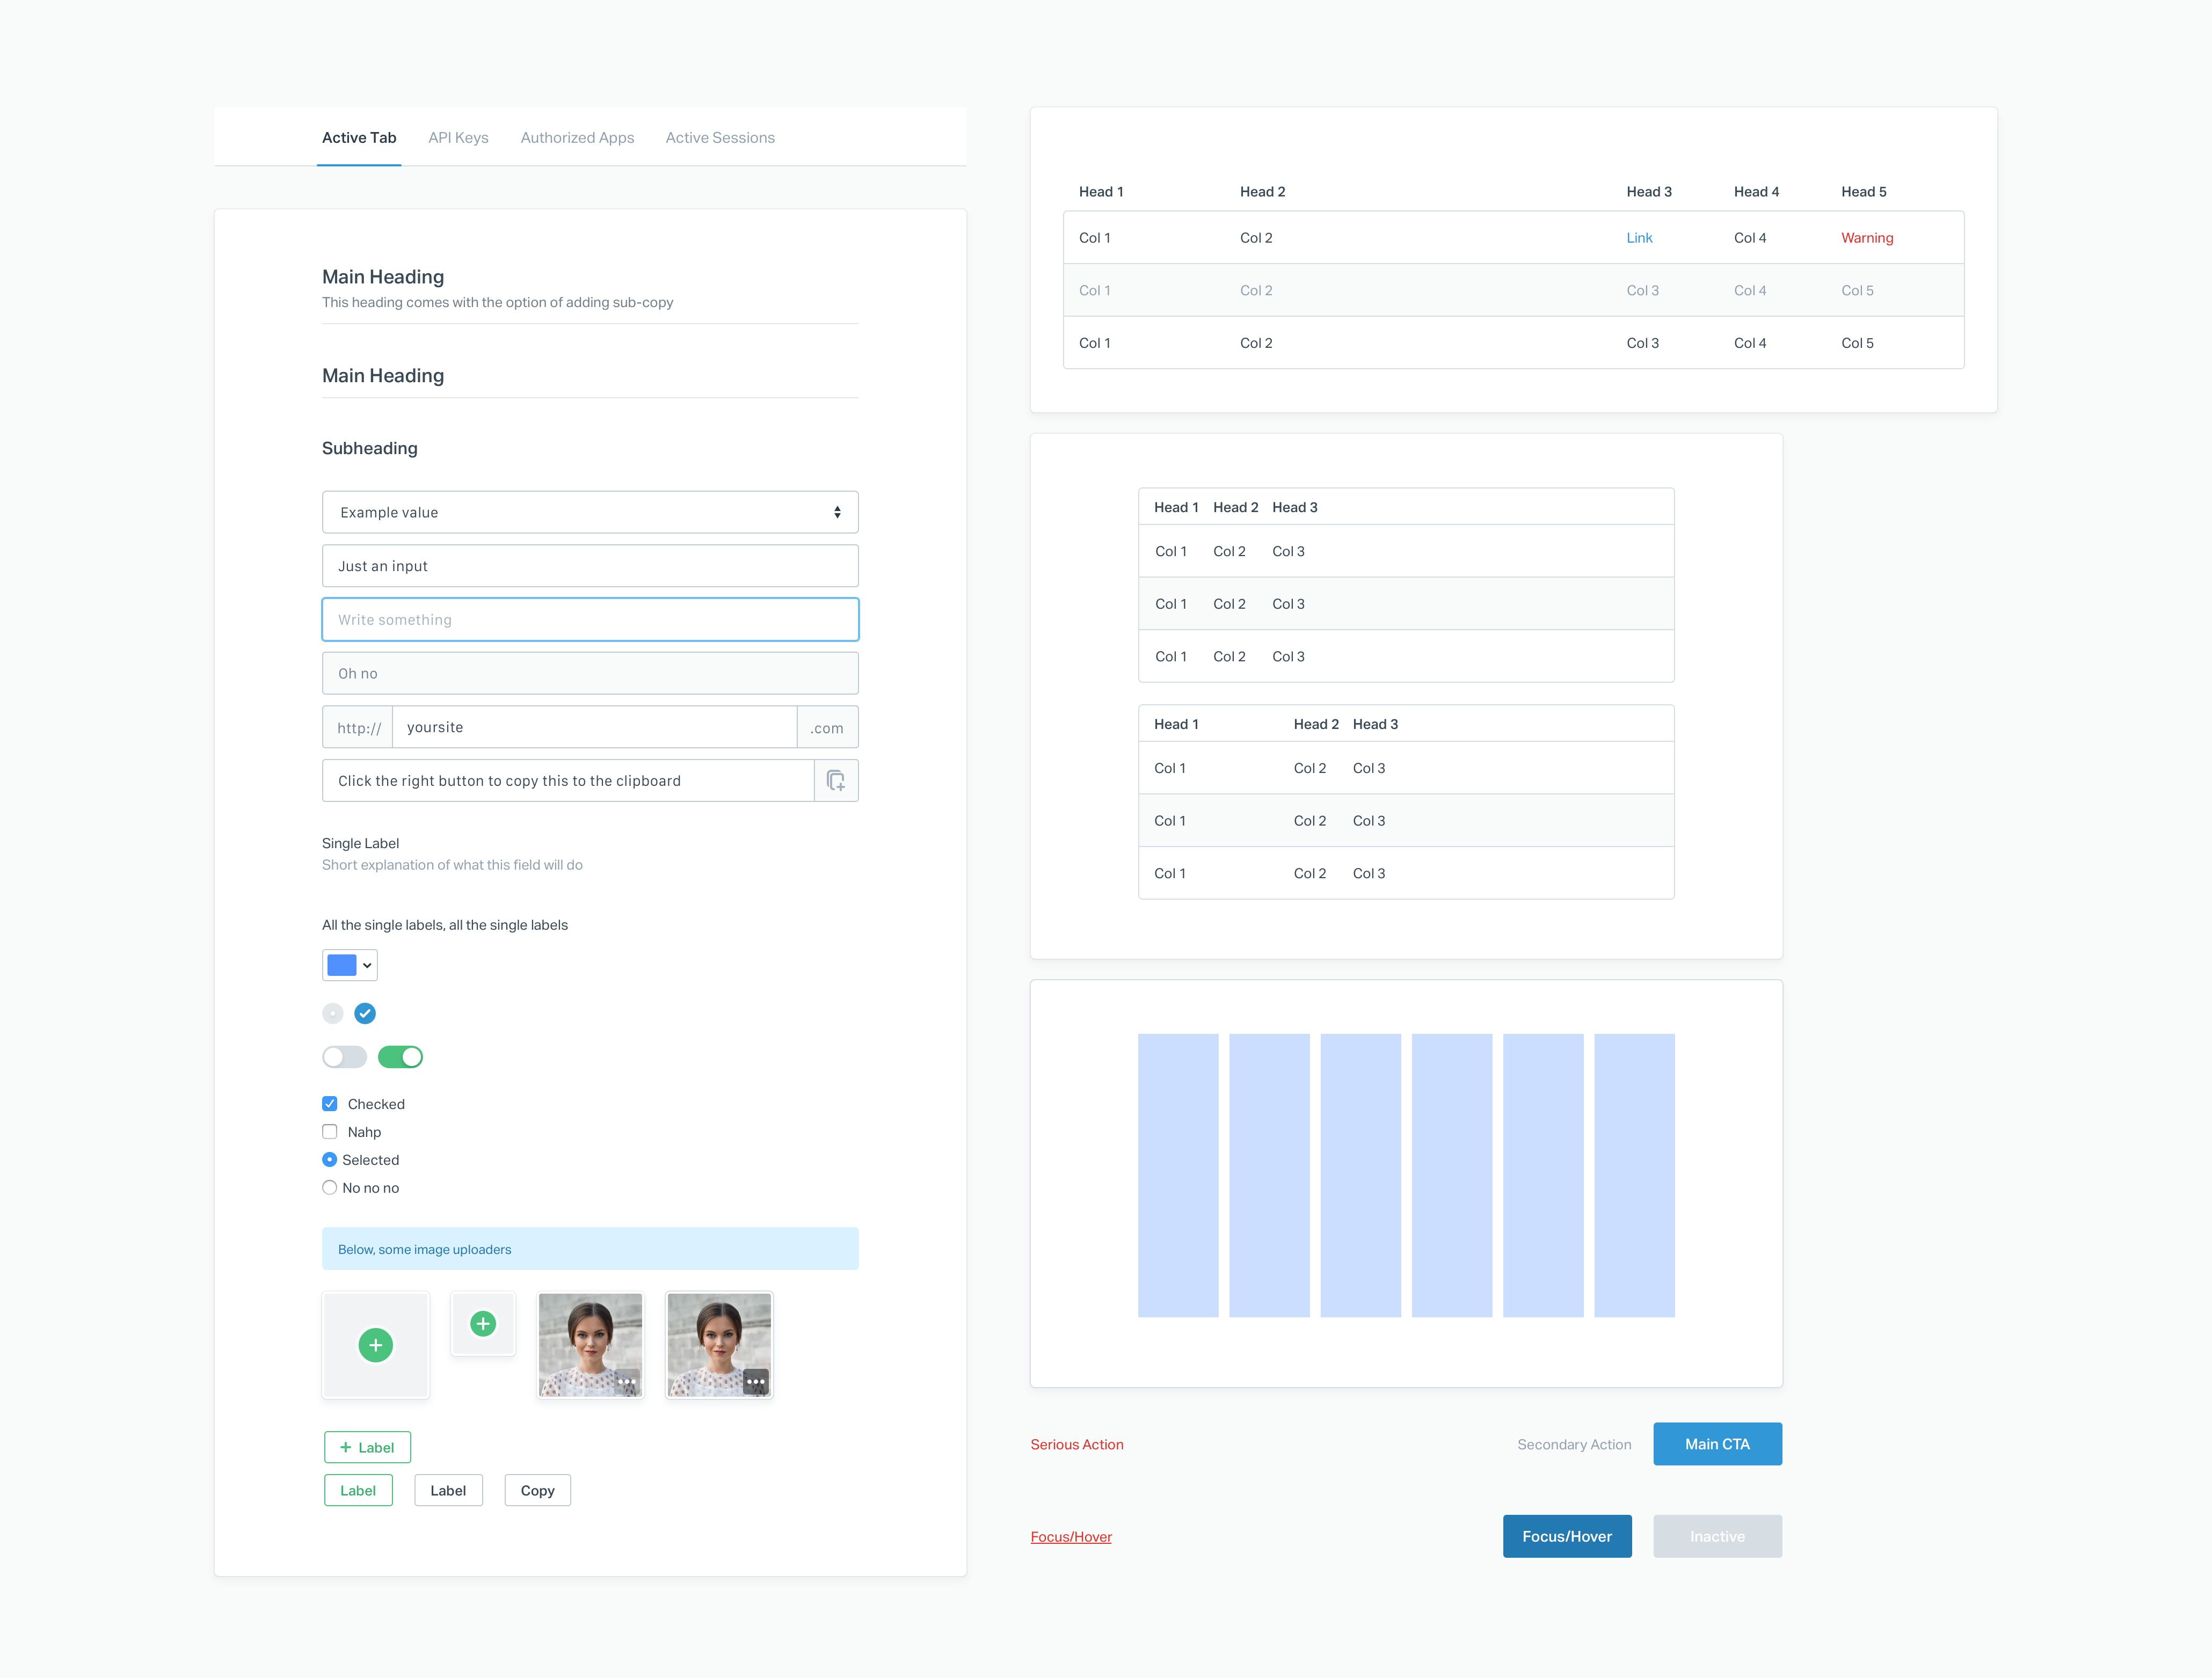 Active Tab API Keys Authorized Apps Active Sessions
Main Heading
This heading comes with the option of adding sub-copy
Main Heading
Subheading
Example value
Just an input
Write something
Oh no
http:// yoursite .com
Click the right button to copy this to the clipboard
Single Label
Short explanation of what this field will do
All the single labels, all the single labels
Checked
Nahp
Selected
No no no
Below, some image uploaders
+ Label
Label Label Copy
Head 1 Head 2 Head 3 Head 4 Head 5
Col 1 Col 2 Link Col 4 Warning
Col 1 Col 2 Col 3 Col 4 Col 5
Col 1 Col 2 Col 3 Col 4 Col 5
Head 1 Head 2 Head 3
Col 1 Col 2 Col 3
Col 1 Col 2 Col 3
Col 1 Col 2 Col 3
Head 1 Head 2 Head 3
Col 1 Col 2 Col 3
Col 1 Col 2 Col 3
Col 1 Col 2 Col 3
Serious Action Secondary Action Main CTA
Focus/Hover Focus/Hover Inactive